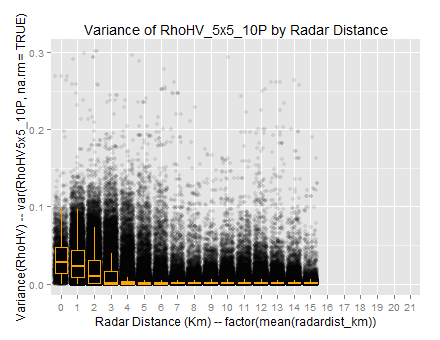 Variance of RhoHV_5x5_10P by Radar Distance
Variance(RhoHV) -- var(RhoHV5x5_10P, na.rm= TRUE)
0.3
0.2
0.1
0.0
0 1 2 3 4 5 6 7 8 9 10 11 12 13 14 15 16 17 18 19 20 21
Radar Distance (Km) -- factor(mean(radardist_km))